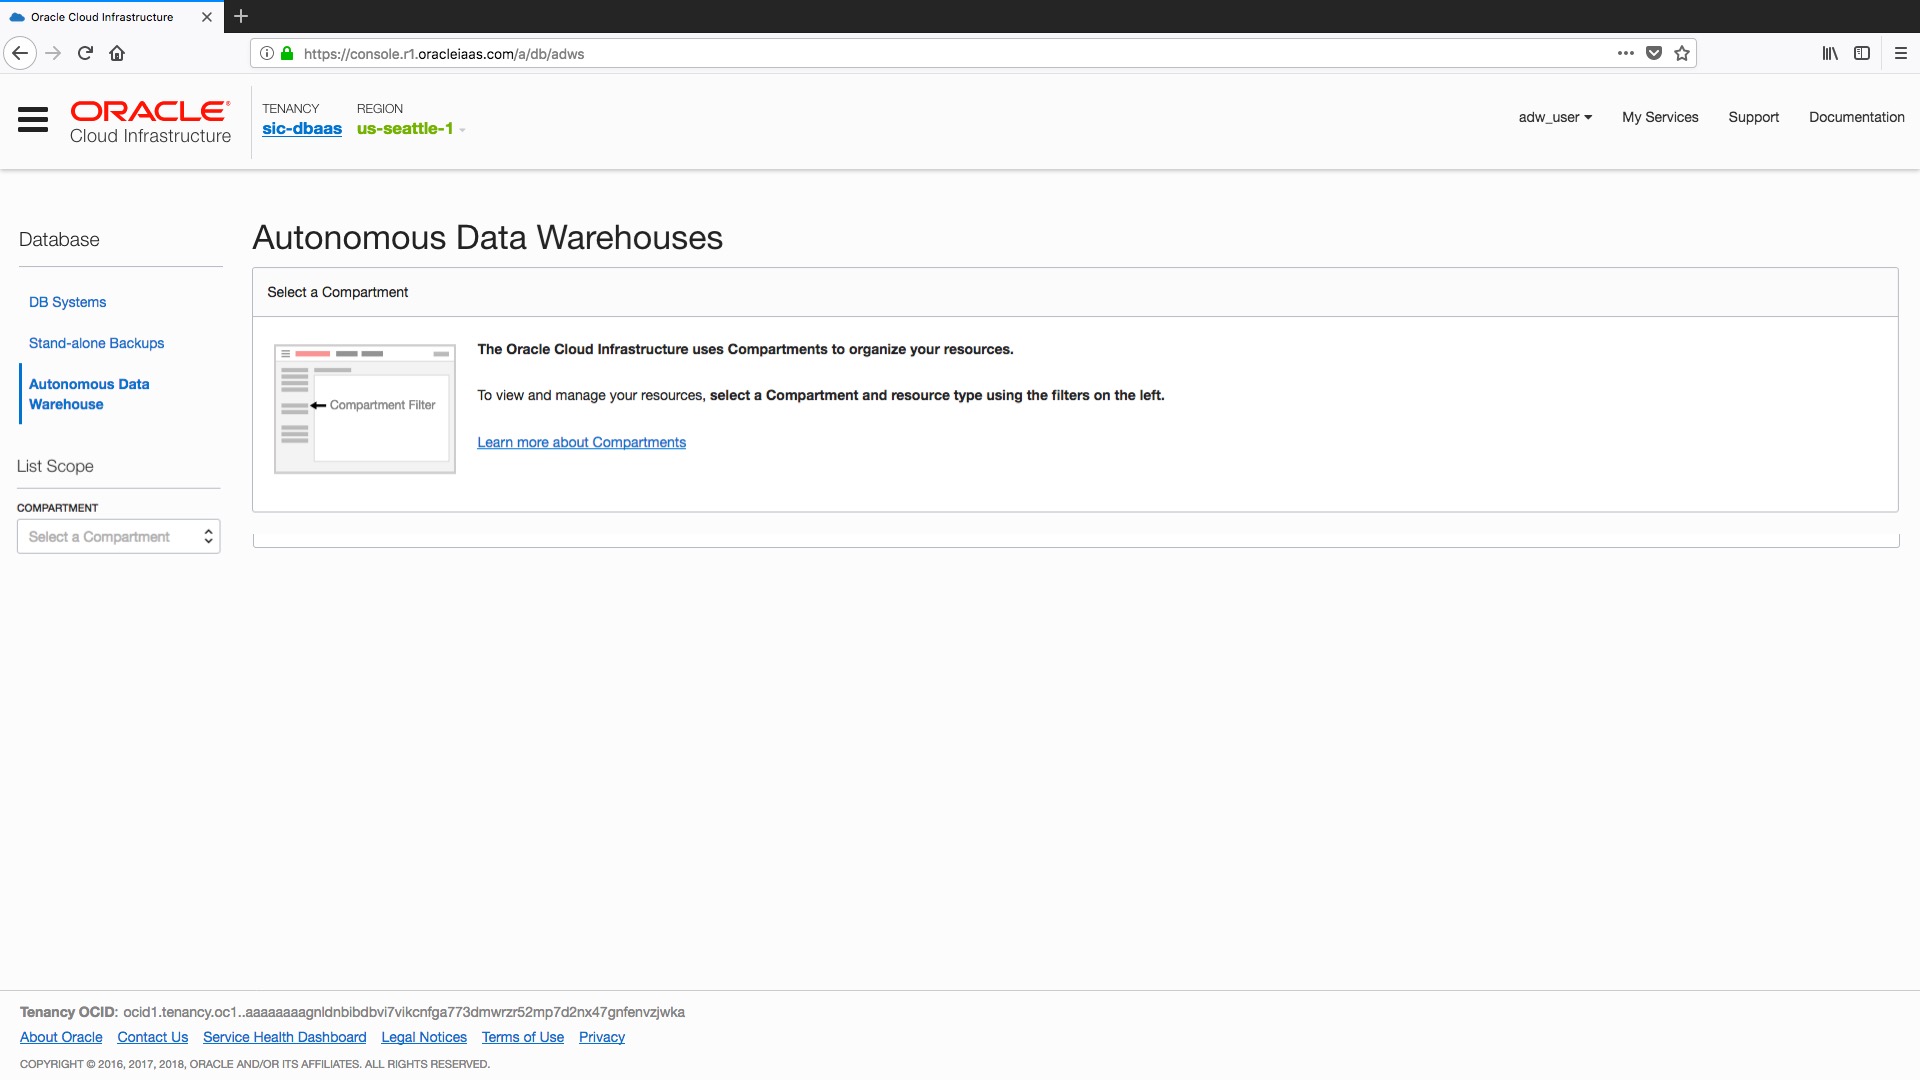 Oracle Cloud Infrastructure
https://console.r1.oracleiaas.com/a/db/adws
ORACLE
Cloud Infrastructure
TENANCY
sic-dbaas
REGION
us-seattle-1
adw_user
My Services
Support
Documentation
Database
DB Systems
Stand-alone Backups
Autonomous Data
Warehouse
List Scope
COMPARTMENT
Select a Compartment
Autonomous Data Warehouses
Select a Compartment
Compartment Filter
The Oracle Cloud Infrastructure uses Compartments to organize your resources.
To view and manage your resources, select a Compartment and resource type using the filters on the left.
Learn more about Compartments
Tenancy OCID: ocid1.tenancy.oc1..aaaaaaaagnldnbibdbvi7vikcnfga773dmwrzr52mp7d2nx47gnfenvzjwka
About Oracle Contact Us Service Health Dashboard Legal Notices Terms of Use Privacy
COPYRIGHT © 2016, 2017, 2018, ORACLE AND/OR ITS AFFILIATES. ALL RIGHTS RESERVED.